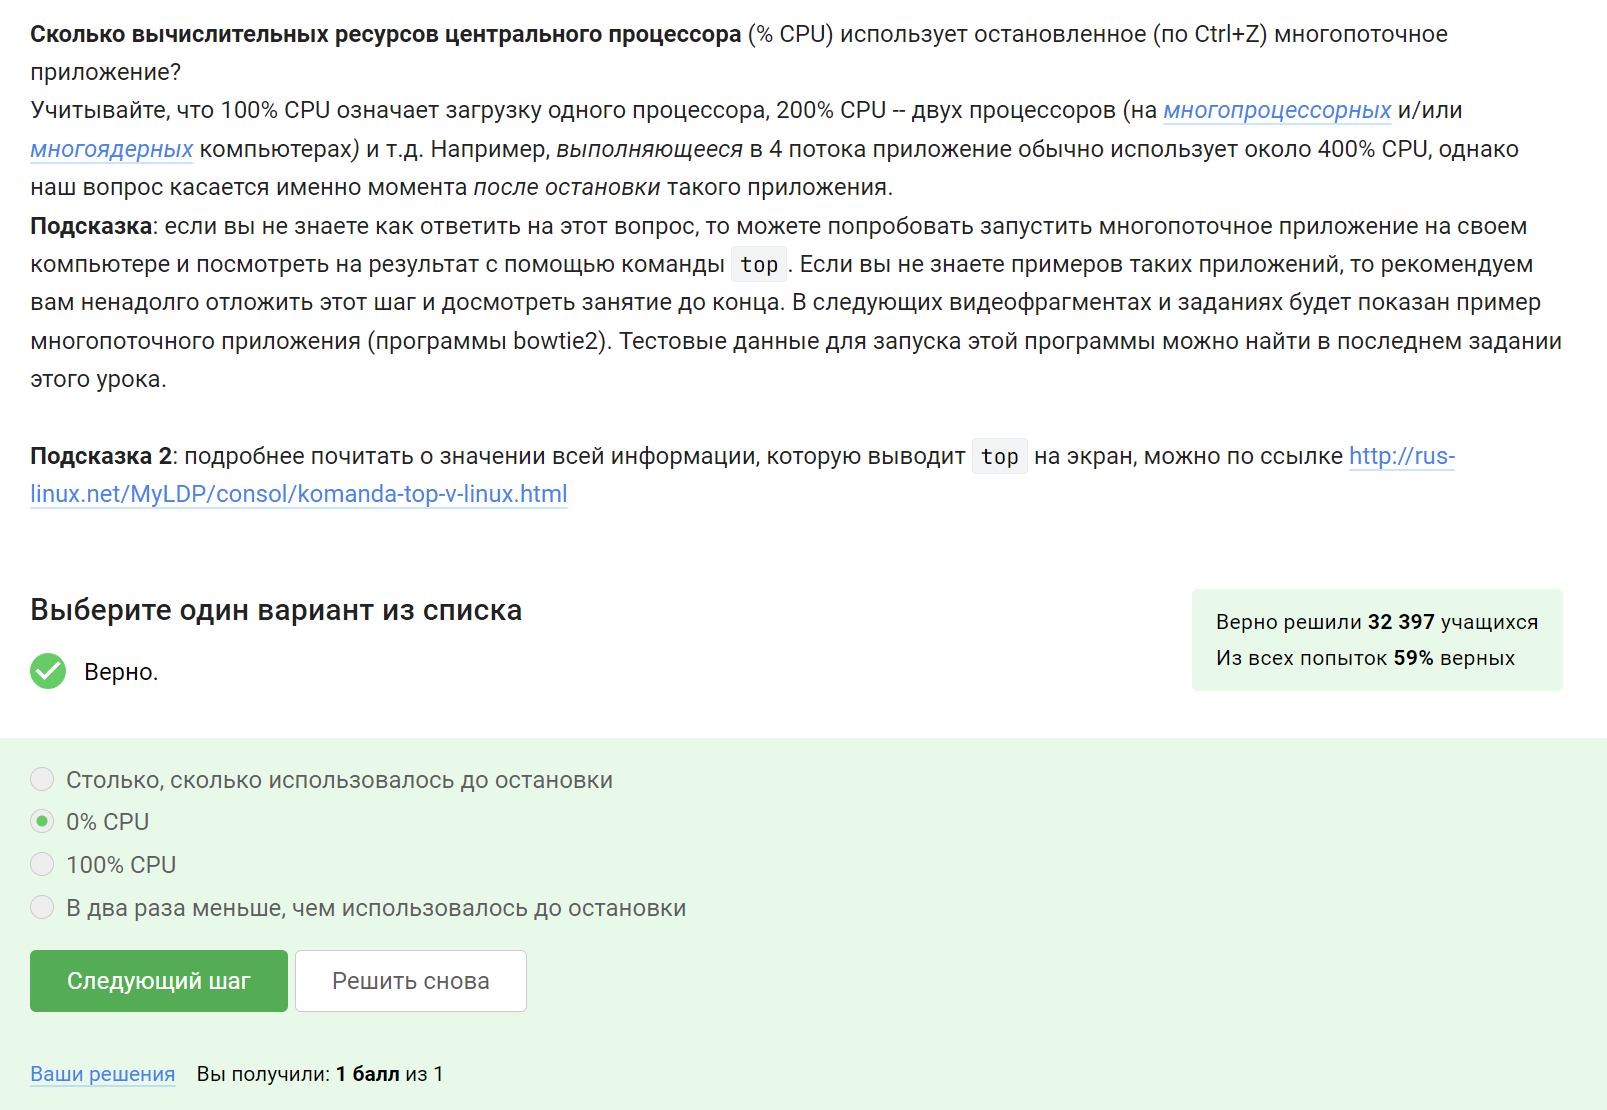 Сколько вычислительных ресурсов центрального процессора (% CPU) использует остановленное (по Ctrl+Z) многопоточное
приложение?
Учитывайте, что 100% CPU означает загрузку одного процессора, 200% CPU -- двух процессоров (на многопроцессорных и/или
многоядерных компьютерах) и т.д. Например, выполняющееся в 4 потока приложение обычно использует около 400% CPU, однако
наш вопрос касается именно момента после остановки такого приложения.
Подсказка: если вы не знаете как ответить на этот вопрос, то можете попробовать запустить многопоточное приложение на своем
компьютере и посмотреть на результат с помощью команды top . Если вы не знаете примеров таких приложений, то рекомендуем
вам ненадолго отложить этот шаг и досмотреть занятие до конца. В следующих видеофрагментах и заданиях будет показан пример
многопоточного приложения (программы bowtie2). Тестовые данные для запуска этой программы можно найти в последнем задании
этого урока.
Подсказка 2: подробнее почитать о значении всей информации, которую выводит top на экран, можно по ссылке http://rus-
linux.net/MyLDP/consol/komanda-top-v-linux.html
Выберите один вариант из списка
Верно решили 32 397 учащихся
Из всех попыток 59% верных
Верно.
Столько, сколько использовалось до остановки
0% CPU
100% CPU
В два раза меньше, чем использовалось до остановки
Следующий шаг
Решить снова
Ваши решения Вы получили: 1 балл из 1